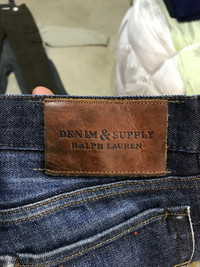 DENIM & SUPPLY
RALPH LAUREN